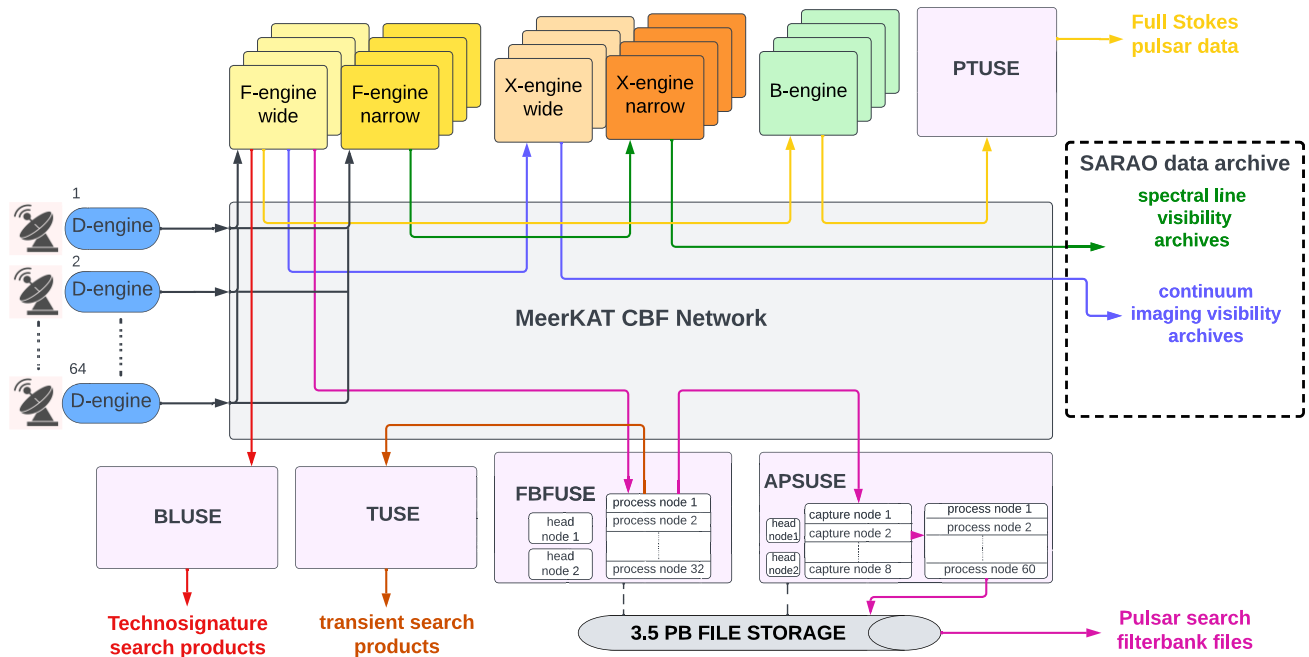 F-engine
wide
F-engine
narrow
X-engine
wide
X-engine
narrow
B-engine
PTUSE
Full Stokes
pulsar data
SARAO data archive
spectral line
visibility
archives
continuum
imaging visibility
archives
1
D-engine
2
D-engine
64
D-engine
MeerKAT CBF Network
BLUSE
TUSE
FBFUSE
head
node 1
head
node 2
process node 1
process node 2
process node 32
APSUSE
head
node1
head
node2
capture node 1
capture node 2
capture node 8
process node 1
process node 2
process node 60
Technosignature
search products
transient search
products
3.5 PB FILE STORAGE
Pulsar search
filterbank files